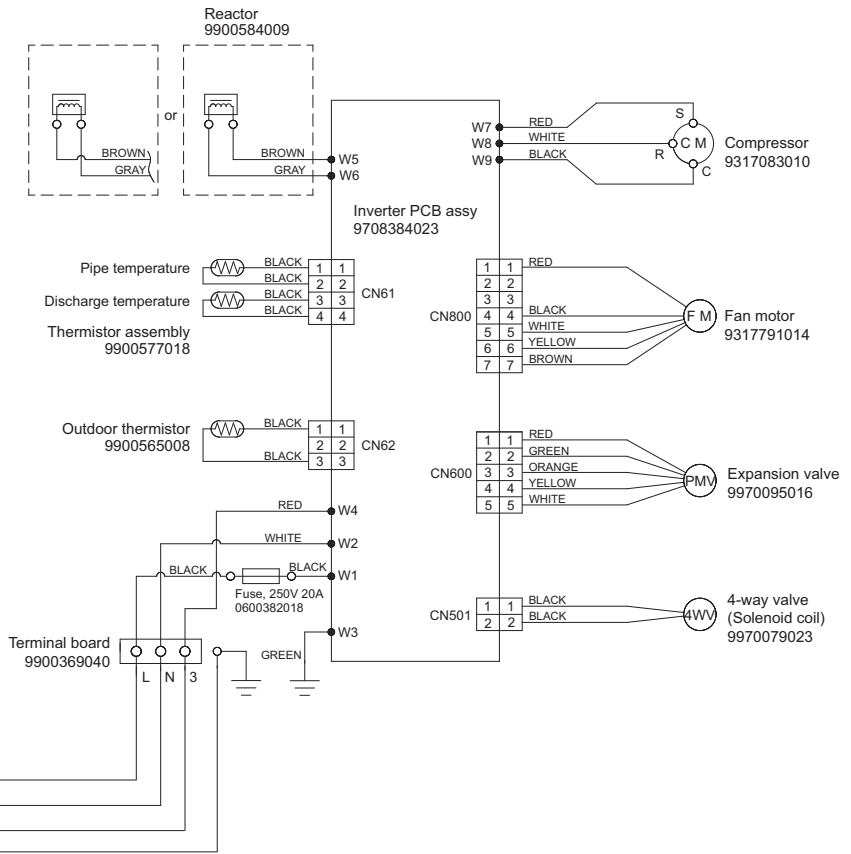 Reactor
9900584009
or
BROWN
GRAY
BROWN
GRAY
W5
W6
W7
W8
W9
RED
WHITE
BLACK
S
R
C
C M
Compressor
9317083010
Inverter PCB assy
9708384023
Pipe temperature
Discharge temperature
Thermistor assembly
9900577018
BLACK
BLACK
BLACK
BLACK
1 1
2 2
3 3
4 4
CN61
CN800
1 1
2 2
3 3
4 4
5 5
6 6
7 7
RED
BLACK
WHITE
YELLOW
BROWN
F M
Fan motor
9317791014
Outdoor thermistor
9900565008
BLACK
BLACK
1 1
2 2
3 3
CN62
CN600
1 1
2 2
3 3
4 4
5 5
RED
GREEN
ORANGE
YELLOW
WHITE
PMV
Expansion valve
9970095016
RED
W4
WHITE
W2
BLACK
BLACK
W1
Fuse, 250V 20A
0600382018
CN501
1 1
2 2
BLACK
BLACK
4WV
4-way valve
(Solenoid coil)
9970079023
W3
GREEN
Terminal board
9900369040
L N 3